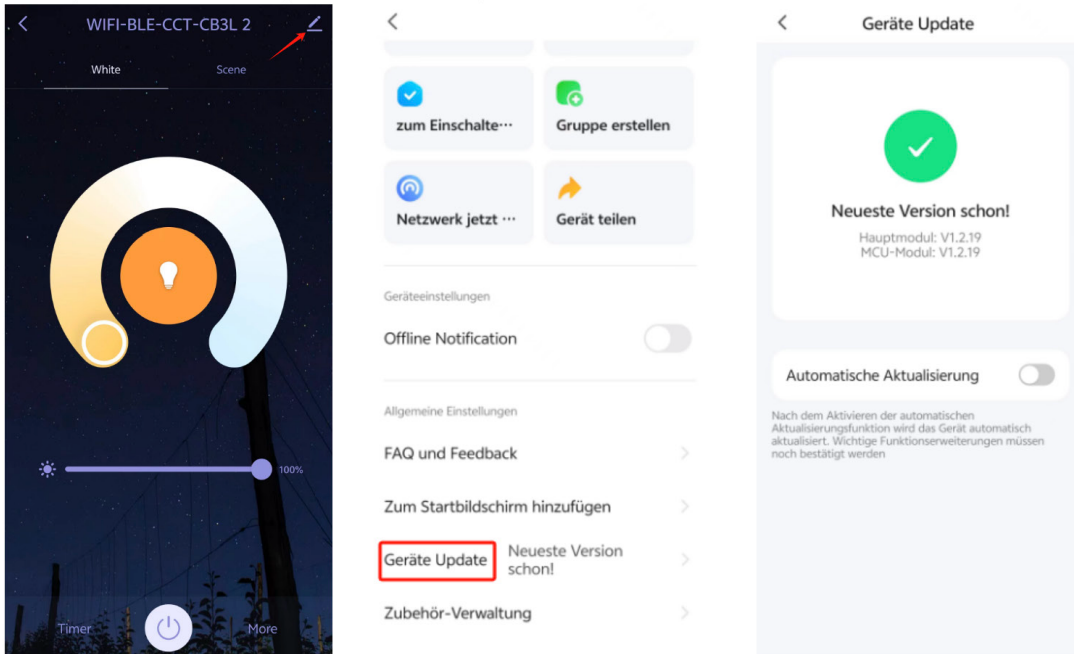 WIFI-BLE-CCT-CB3L 2
White
Scene
100%
Timer
More
zum Einschalte···
Gruppe erstellen
Netzwerk jetzt ···
Gerät teilen
Geräteeinstellungen
Offline Notification
Allgemeine Einstellungen
FAQ und Feedback
Zum Startbildschirm hinzufügen
Geräte Update
Neueste Version
schon!
Zubehör-Verwaltung
Geräte Update
Neueste Version schon!
Hauptmodul: V1.2.19
MCU-Modul: V1.2.19
Automatische Aktualisierung
Nach dem Aktivieren der automatischen
Aktualisierungsfunktion wird das Gerät automatisch
aktualisiert. Wichtige Funktionserweiterungen müssen
noch bestätigt werden